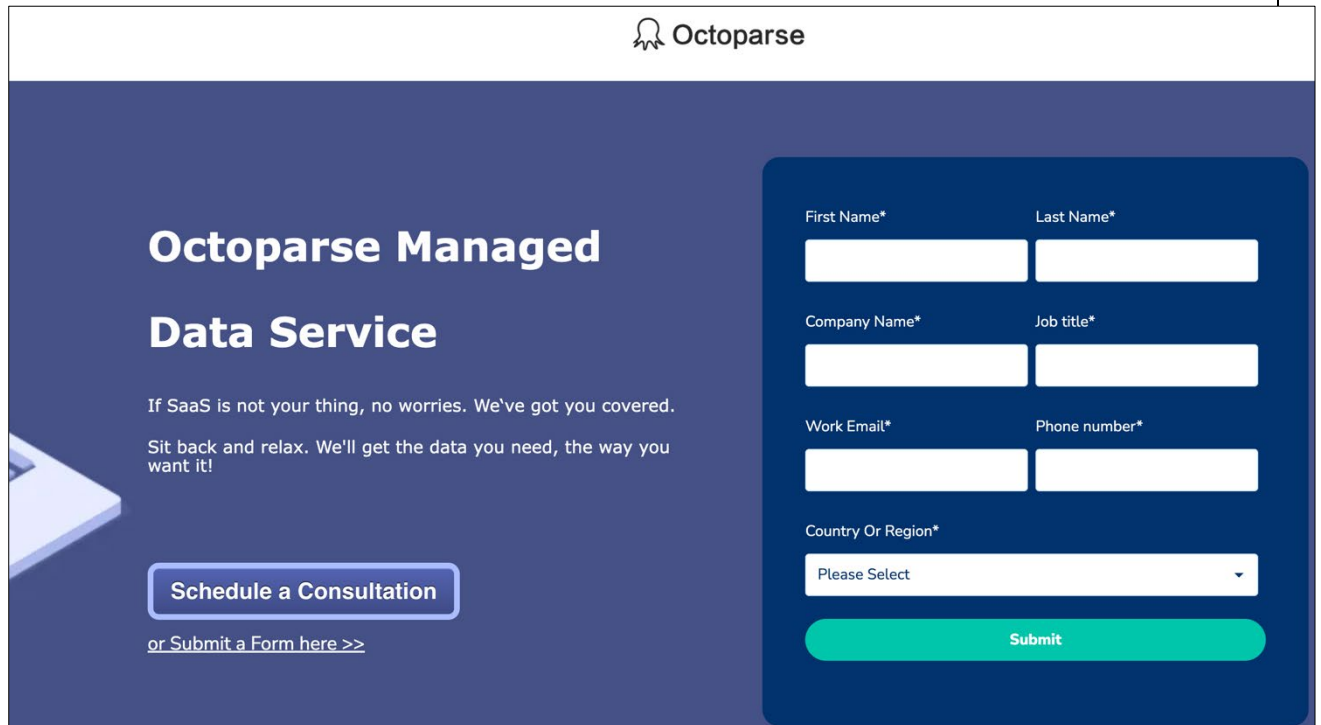 Octoparse
Octoparse Managed
Data Service
If SaaS is not your thing, no worries. We‘ve got you covered.
Sit back and relax. We'll get the data you need, the way you
want it!
Schedule a Consultation
or Submit a Form here >>
First Name* Last Name*
Company Name* Job title*
Work Email* Phone number*
Country Or Region*
Please Select
Submit